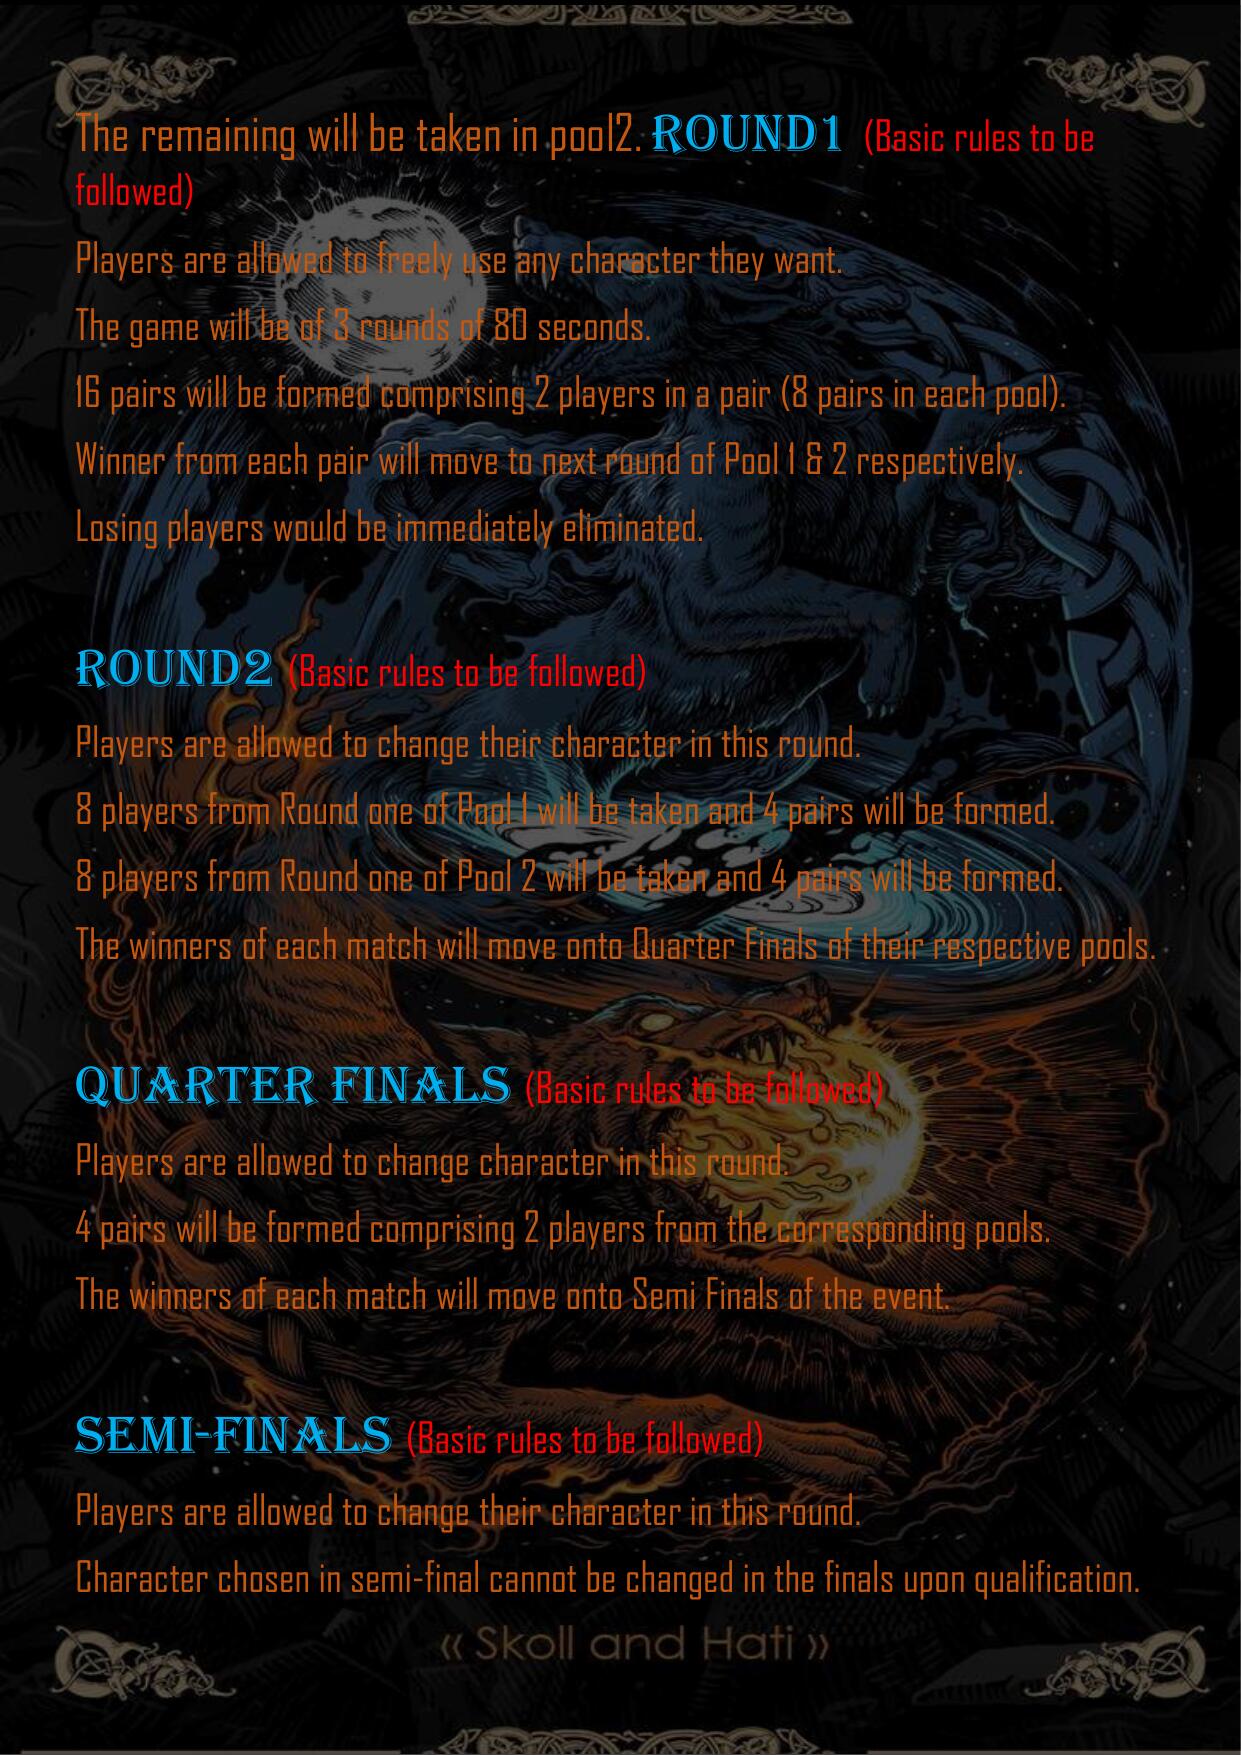 The remaining will be taken in pool2. ROUND1 (Basic rules to be
followed)
Players are allowed to freely use any character they want.
The game will be of 3 rounds of 80 seconds.
16 pairs will be formed comprising 2 players in a pair (8 pairs in each pool).
Winner from each pair will move to next round of Pool 1 & 2 respectively.
Losing players would be immediately eliminated.
ROUND2 (Basic rules to be followed)
Players are allowed to change their character in this round.
8 players from Round one of Pool 1 will be taken and 4 pairs will be formed.
8 players from Round one of Pool 2 will be taken and 4 pairs will be formed.
The winners of each match will move onto Quarter Finals of their respective pools.
QUARTER FINALS (Basic rules to be followed)
Players are allowed to change character in this round.
4 pairs will be formed comprising 2 players from the corresponding pools.
The winners of each match will move onto Semi Finals of the event.
SEMI-FINALS (Basic rules to be followed)
Players are allowed to change their character in this round.
Character chosen in semi-final cannot be changed in the finals upon qualification.
« Skoll and Hati »